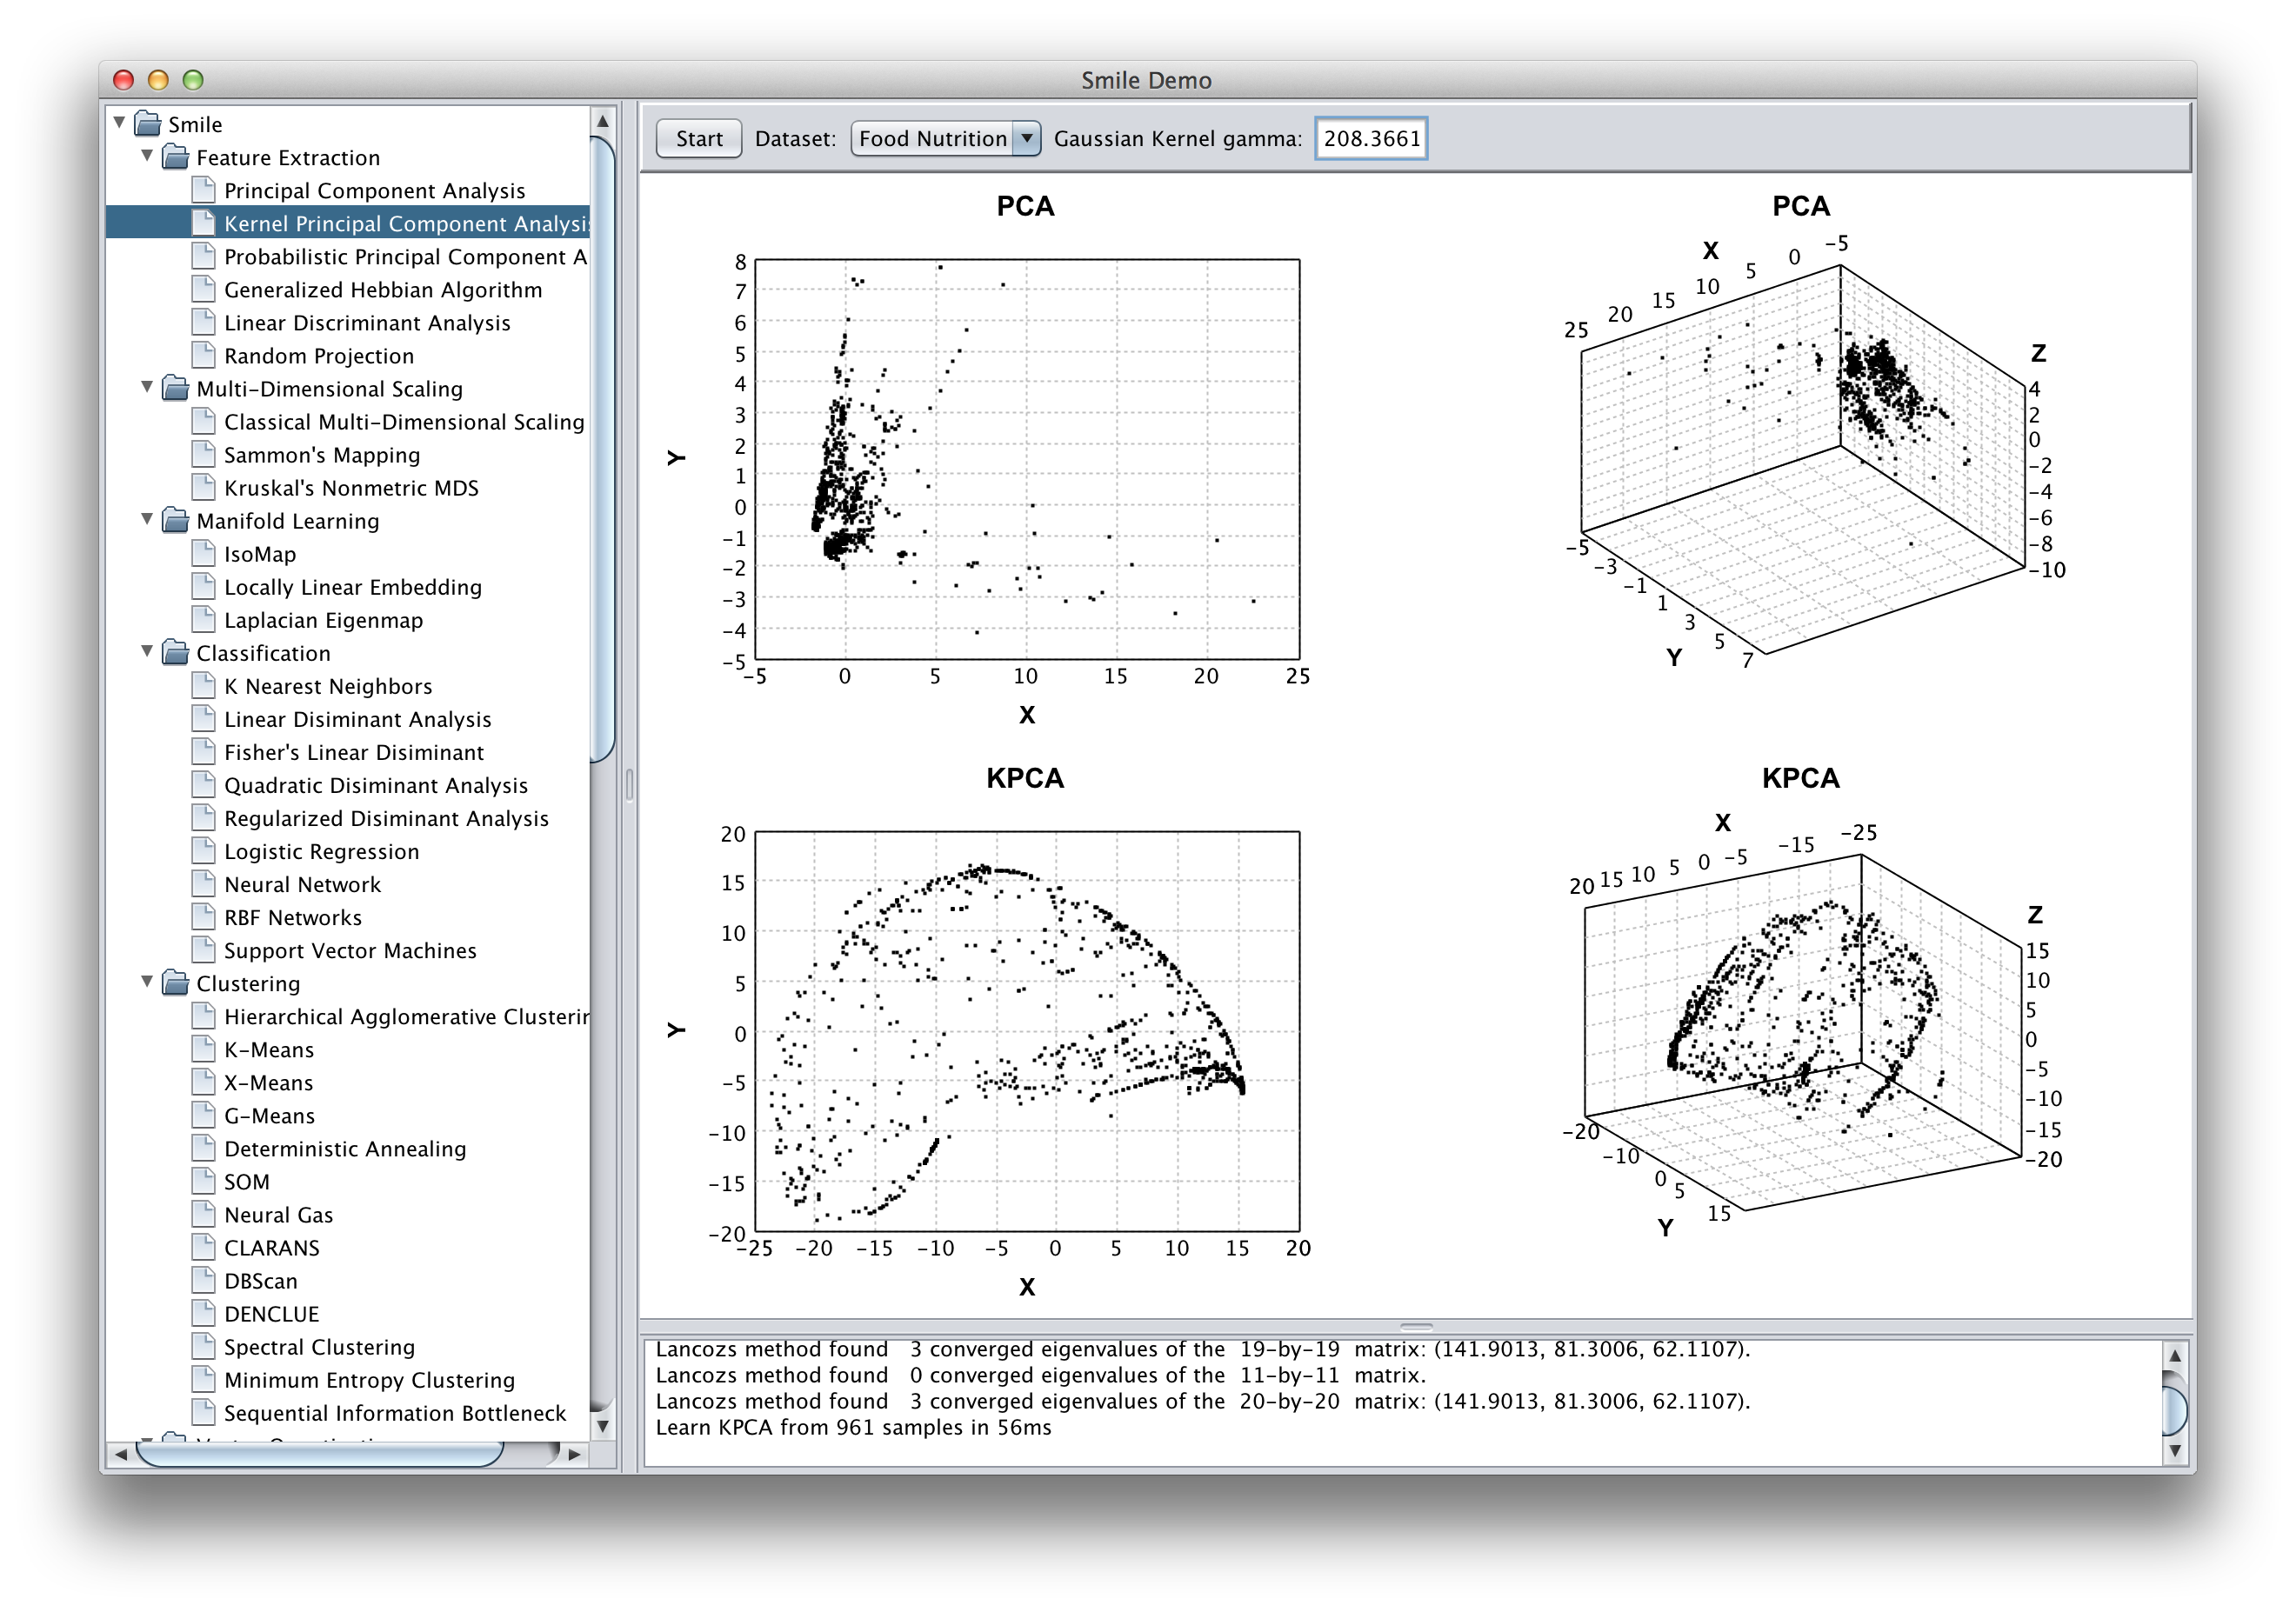 Smile Demo
Smile
Feature Extraction
Principal Component Analysis
Kernel Principal Component Analysis
Probabilistic Principal Component A
Generalized Hebbian Algorithm
Linear Discriminant Analysis
Random Projection
Multi-Dimensional Scaling
Classical Multi-Dimensional Scaling
Sammon's Mapping
Kruskal's Nonmetric MDS
Manifold Learning
IsoMap
Locally Linear Embedding
Laplacian Eigenmap
Classification
K Nearest Neighbors
Linear Disiminant Analysis
Fisher's Linear Disiminant
Quadratic Disiminant Analysis
Regularized Disiminant Analysis
Logistic Regression
Neural Network
RBF Networks
Support Vector Machines
Clustering
Hierarchical Agglomerative Clusterin
K-Means
X-Means
G-Means
Deterministic Annealing
SOM
Neural Gas
CLARANS
DBScan
DENCLUE
Spectral Clustering
Minimum Entropy Clustering
Sequential Information Bottleneck
Start Dataset: Food Nutrition Gaussian Kernel gamma: 208.3661
PCA
8
7
6
5
4
3
2
1
0
-1
-2
-3
-4
-5
Y
-5 0 5 10 15 20 25
X
PCA
X
25 20 15 10 5 0 -5
Z
4
2
0
-2
-4
-6
-8
-10
-5
-3
-1
1
3
5
7
Y
KPCA
20
15
10
5
0
-5
-10
-15
-20
Y
-25 -20 -15 -10 -5 0 5 10 15 20
X
KPCA
X
20 15 10 5 0 -5 -15 -25
Z
15
10
5
0
-5
-10
-15
-20
-20
-10
0
5
15
Y
Lancozs method found 3 converged eigenvalues of the 19-by-19 matrix: (141.9013, 81.3006, 62.1107).
Lancozs method found 0 converged eigenvalues of the 11-by-11 matrix.
Lancozs method found 3 converged eigenvalues of the 20-by-20 matrix: (141.9013, 81.3006, 62.1107).
Learn KPCA from 961 samples in 56ms